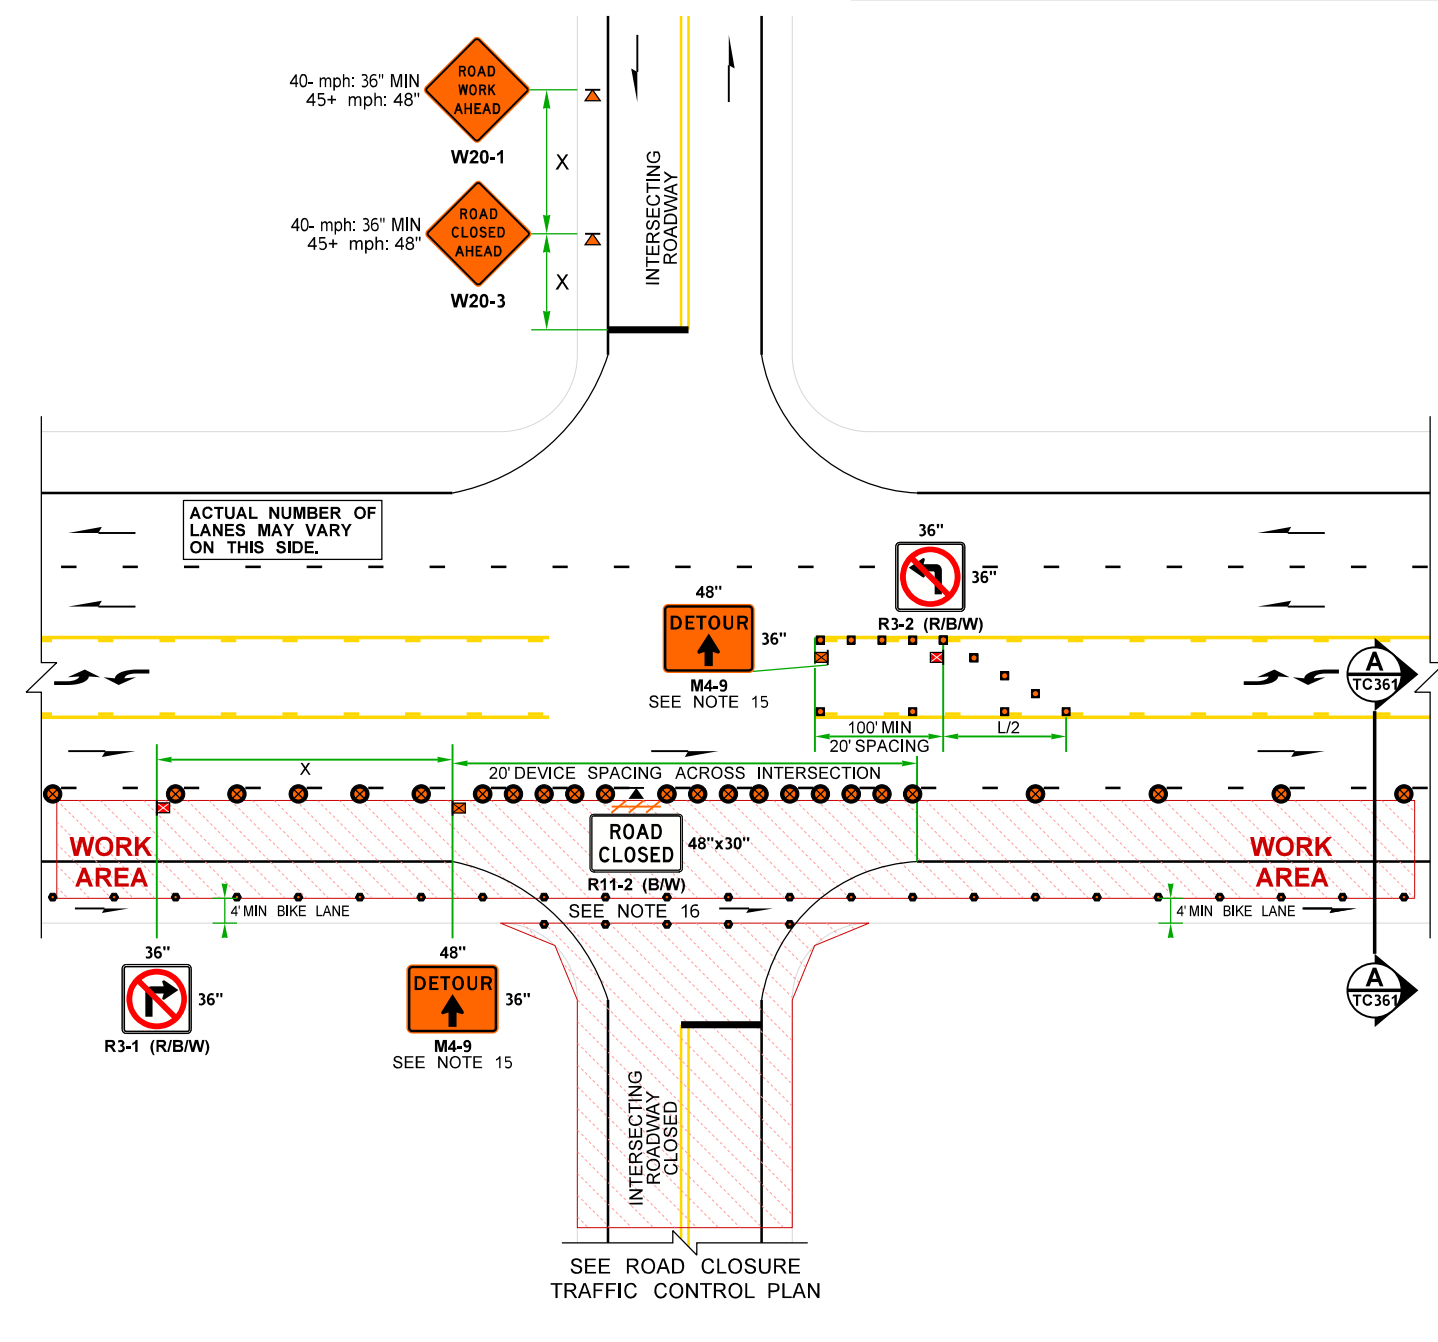 ROAD
WORK
AHEAD
40- mph: 36" MIN
45+ mph: 48"
W20-1
X
ROAD
CLOSED
AHEAD
40- mph: 36" MIN
45+ mph: 48"
W20-3
X
INTERSECTING
ROADWAY
ACTUAL NUMBER OF
LANES MAY VARY
ON THIS SIDE.
36"
36"
R3-2 (R/B/W)
48"
DETOUR
36"
M4-9
SEE NOTE 15
A
TC361
100' MIN
20' SPACING
L/2
X
20' DEVICE SPACING ACROSS INTERSECTION
WORK
AREA
ROAD
CLOSED
48"x30"
R11-2 (B/W)
SEE NOTE 16
WORK
AREA
4' MIN BIKE LANE
4' MIN BIKE LANE
36"
36"
R3-1 (R/B/W)
48"
DETOUR
36"
M4-9
SEE NOTE 15
A
TC361
INTERSECTING
ROADWAY
CLOSED
SEE ROAD CLOSURE
TRAFFIC CONTROL PLAN